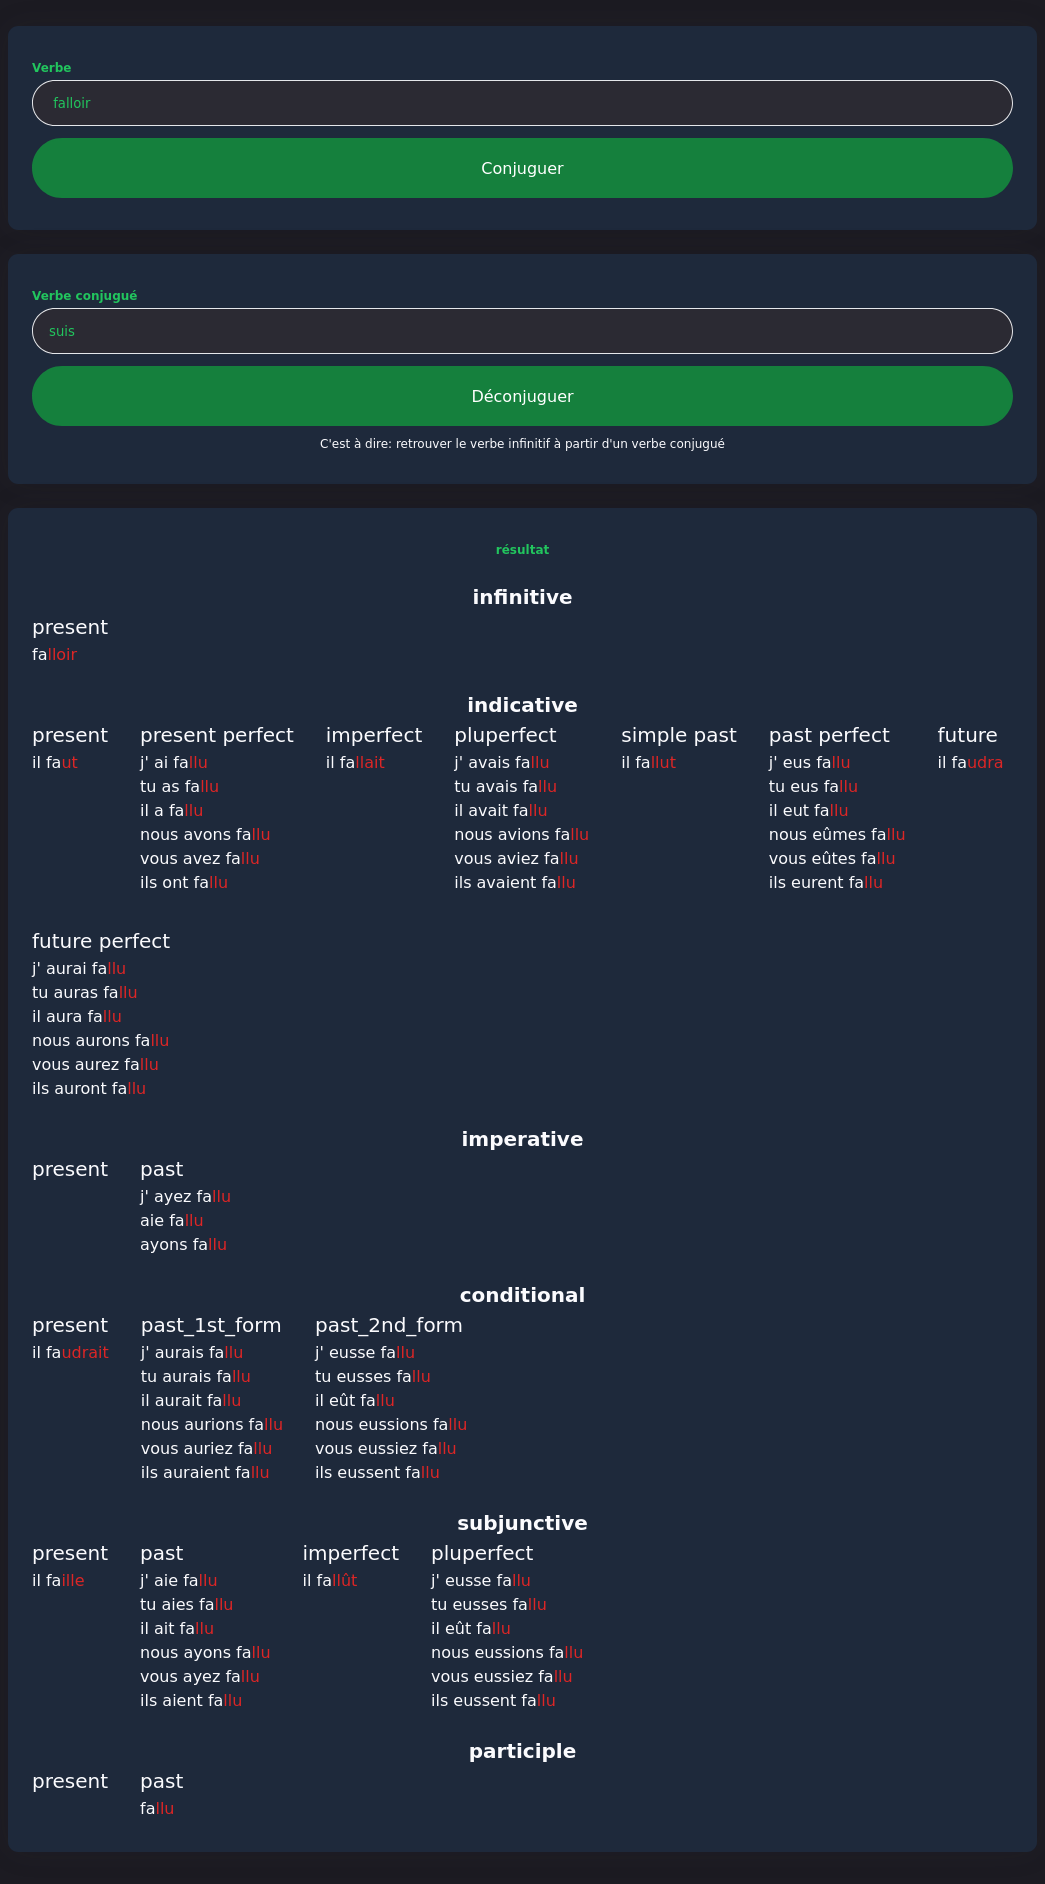 Verbe
falloir
Conjuguer
Verbe conjugué
suis
Déconjuguer
C'est à dire: retrouver le verbe infinitif à partir d'un verbe conjugué
résultat
infinitive
present
falloir
indicative
present
il faut
present perfect
j' ai fallu
tu as fallu
il a fallu
nous avons fallu
vous avez fallu
ils ont fallu
imperfect
il fallait
pluperfect
j' avais fallu
tu avais fallu
il avait fallu
nous avions fallu
vous aviez fallu
ils avaient fallu
simple past
il fallut
past perfect
j' eus fallu
tu eus fallu
il eut fallu
nous eûmes fallu
vous eûtes fallu
ils eurent fallu
future
il faudra
future perfect
j' aurai fallu
tu auras fallu
il aura fallu
nous aurons fallu
vous aurez fallu
ils auront fallu
imperative
present
past
j' ayez fallu
aie fallu
ayons fallu
conditional
present
il faudrait
past_1st_form
j' aurais fallu
tu aurais fallu
il aurait fallu
nous aurions fallu
vous auriez fallu
ils auraient fallu
past_2nd_form
j' eusse fallu
tu eusses fallu
il eût fallu
nous eussions fallu
vous eussiez fallu
ils eussent fallu
subjunctive
present
il faille
past
j' aie fallu
tu aies fallu
il ait fallu
nous ayons fallu
vous ayez fallu
ils aient fallu
imperfect
il fallût
pluperfect
j' eusse fallu
tu eusses fallu
il eût fallu
nous eussions fallu
vous eussiez fallu
ils eussent fallu
participle
present
past
fallu